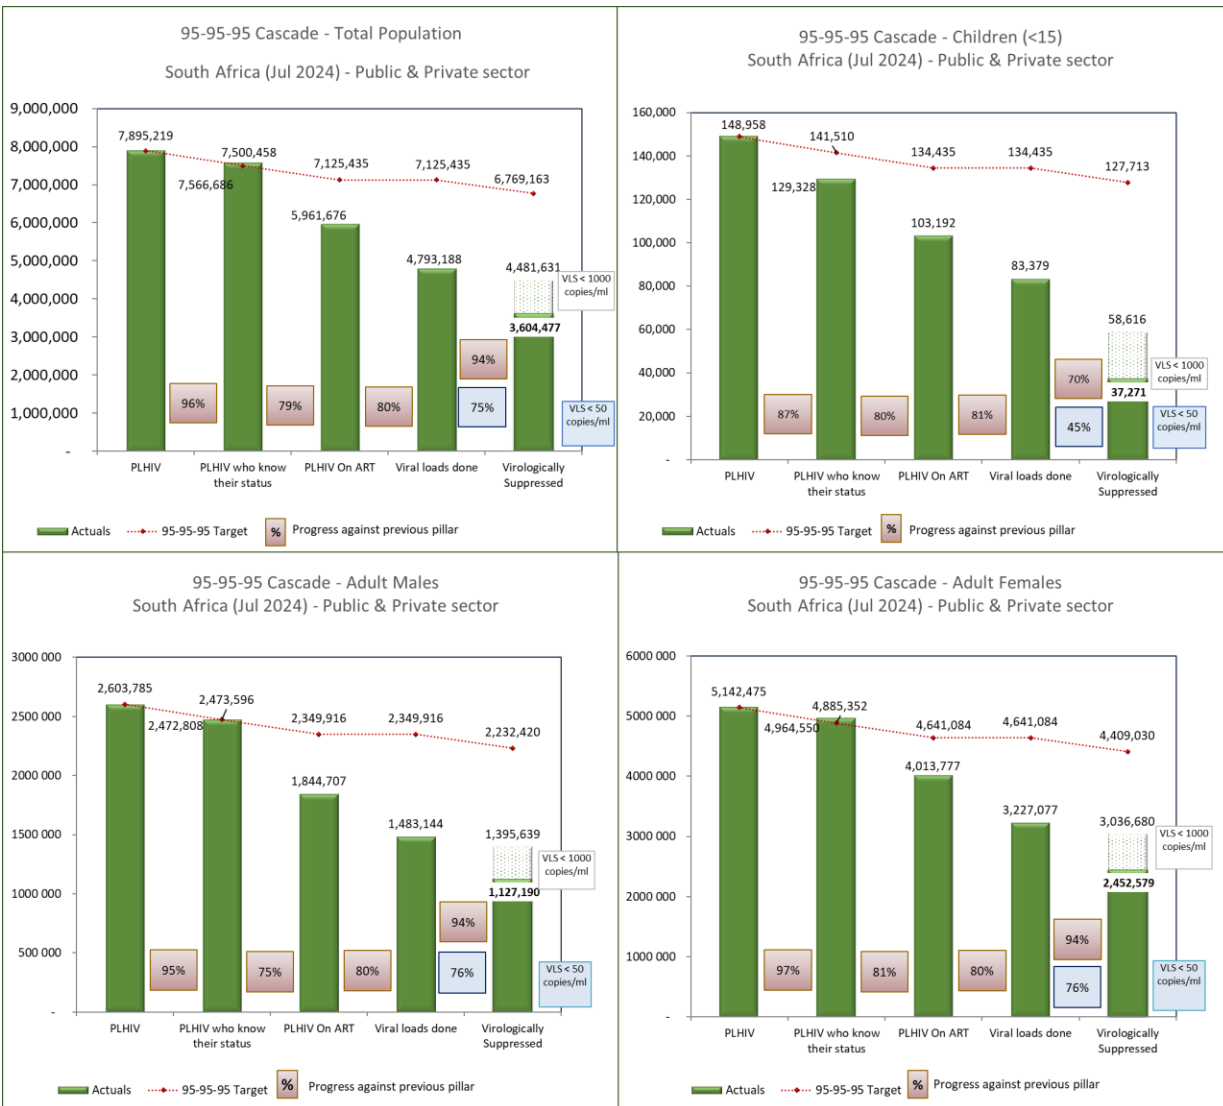 95-95-95 Cascade - Total Population
South Africa (Jul 2024) - Public & Private sector
9,000,000
8,000,000
7,000,000
6,000,000
5,000,000
4,000,000
3,000,000
2,000,000
1,000,000
-
7,895,219
7,500,458
7,566,686
7,125,435
7,125,435
6,769,163
5,961,676
4,793,188
4,481,631
VLS < 1000
copies/ml
3,604,477
94%
96%
79%
80%
75%
VLS < 50
copies/ml
PLHIV
PLHIV who know
their status
PLHIV On ART
Viral loads done
Virologically
Suppressed
Actuals
95-95-95 Target
%
Progress against previous pillar
95-95-95 Cascade - Children (<15)
South Africa (Jul 2024) - Public & Private sector
160,000
140,000
120,000
100,000
80,000
60,000
40,000
20,000
-
148,958
141,510
129,328
134,435
134,435
127,713
103,192
83,379
58,616
VLS < 1000
copies/ml
70%
37,271
87%
80%
81%
45%
VLS < 50
copies/ml
PLHIV
PLHIV who know
their status
PLHIV On ART
Viral loads done
Virologically
Suppressed
Actuals
95-95-95 Target
%
Progress against previous pillar
95-95-95 Cascade - Adult Males
South Africa (Jul 2024) - Public & Private sector
3000 000
2500 000
2000 000
1500 000
1000 000
500 000
-
2,603,785
2,473,596
2,472,808
2,349,916
2,349,916
2,232,420
1,844,707
1,483,144
1,395,639
VLS < 1000
copies/ml
1,127,190
94%
95%
75%
80%
76%
VLS < 50
copies/ml
PLHIV
PLHIV who know
their status
PLHIV On ART
Viral loads done
Virologically
Suppressed
Actuals
95-95-95 Target
%
Progress against previous pillar
95-95-95 Cascade - Adult Females
South Africa (Jul 2024) - Public & Private sector
6000 000
5000 000
4000 000
3000 000
2000 000
1000 000
-
5,142,475
4,885,352
4,964,550
4,641,084
4,641,084
4,409,030
4,013,777
3,227,077
3,036,680
VLS < 1000
copies/ml
2,452,579
94%
97%
81%
80%
76%
VLS < 50
copies/ml
PLHIV
PLHIV who know
their status
PLHIV On ART
Viral loads done
Virologically
Suppressed
Actuals
95-95-95 Target
%
Progress against previous pillar